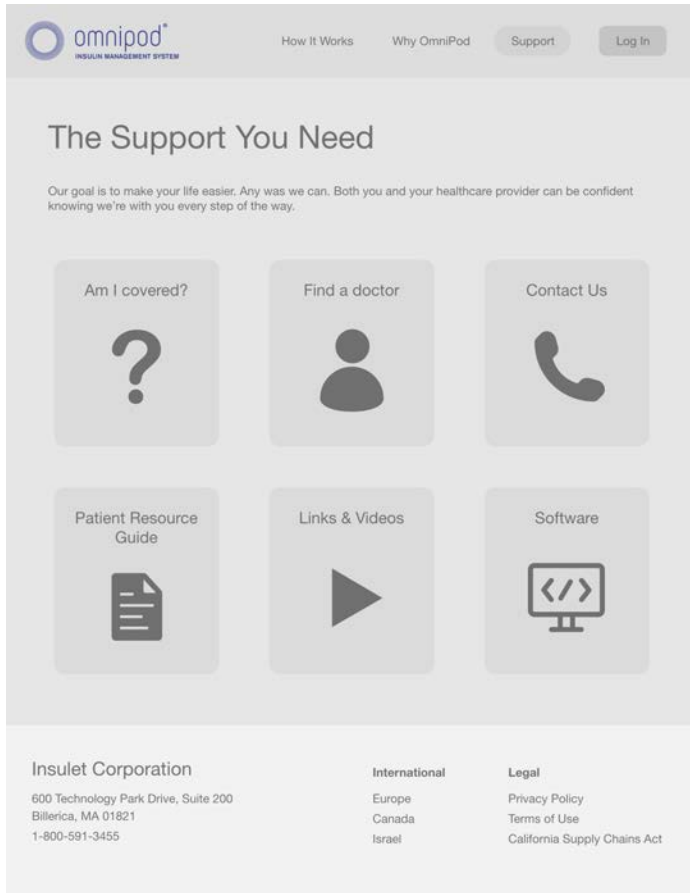 omnipod®
INSULIN MANAGEMENT SYSTEM
How It Works
Why OmniPod
Support
Log In
The Support You Need
Our goal is to make your life easier. Any was we can. Both you and your healthcare provider can be confident
knowing we're with you every step of the way.
Am I covered?
Find a doctor
Contact Us
Patient Resource
Guide
Links & Videos
Software
</>
Insulet Corporation
600 Technology Park Drive, Suite 200
Billerica, MA 01821
1-800-591-3455
International
Europe
Canada
Israel
Legal
Privacy Policy
Terms of Use
California Supply Chains Act